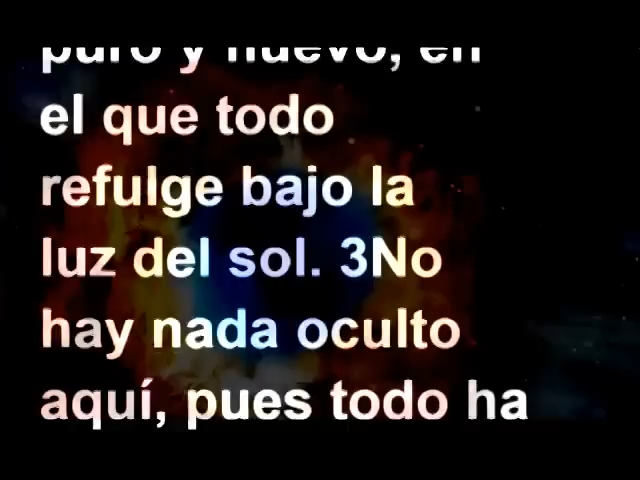 puro y nuevo, en
el que todo
refulge bajo la
luz del sol. 3No
hay nada oculto
aquí, pues todo ha